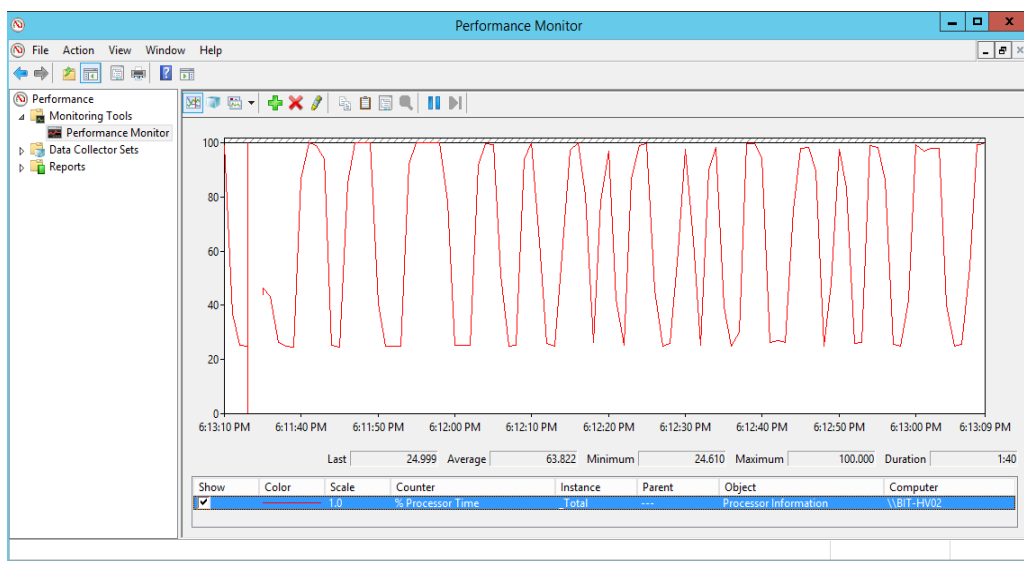 Performance Monitor
File Action View Window Help
Performance
Monitoring Tools
Performance Monitor
Data Collector Sets
Reports
100
80
60
40
20
0
6:13:10 PM 6:11:40 PM 6:11:50 PM 6:12:00 PM 6:12:10 PM 6:12:20 PM 6:12:30 PM 6:12:40 PM 6:12:50 PM 6:13:00 PM 6:13:09 PM
Last 24.999 Average 63.822 Minimum 24.610 Maximum 100.000 Duration 1:40
Show Color Scale Counter Instance Parent Object Computer
1.0 % Processor Time _Total --- Processor Information \\BIT-HV02